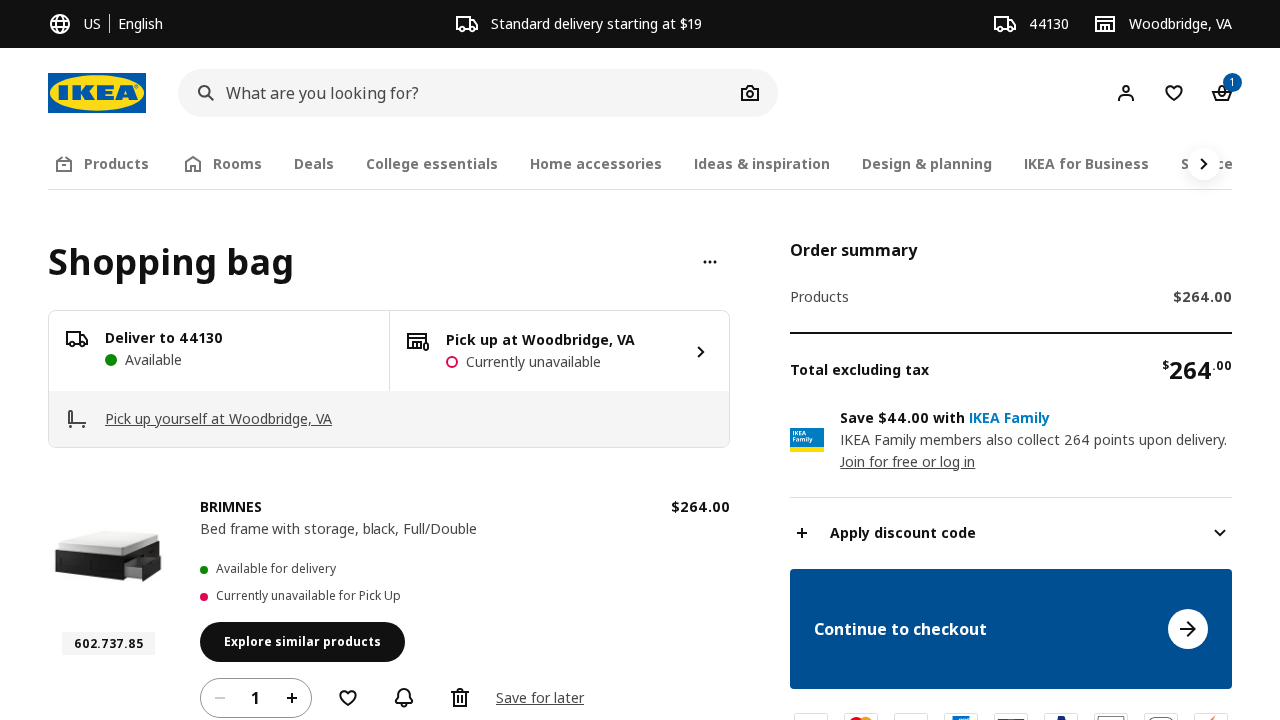 US English
Standard delivery starting at $19
44130
Woodbridge, VA
IKEA
What are you looking for?
1
Products
Rooms
Deals
College essentials
Home accessories
Ideas & inspiration
Design & planning
IKEA for Business
Shopping bag
Deliver to 44130
Available
Pick up at Woodbridge, VA
Currently unavailable
Pick up yourself at Woodbridge, VA
BRIMNES
$264.00
Bed frame with storage, black, Full/Double
Available for delivery
Currently unavailable for Pick Up
602.737.85
Explore similar products
1
Save for later
Order summary
Products
$264.00
Total excluding tax
$264.00
IKEA
Family
Save $44.00 with IKEA Family
IKEA Family members also collect 264 points upon delivery.
Join for free or log in
Apply discount code
Continue to checkout